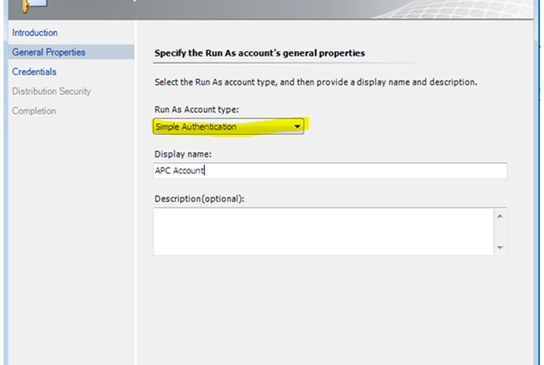 Introduction
General Properties
Credentials
Distribution Security
Completion
Specify the Run As account's general properties
Select the Run As account type, and then provide a display name and description.
Run As Account type:
Simple Authentication
Display name:
APC Account
Description(optional):